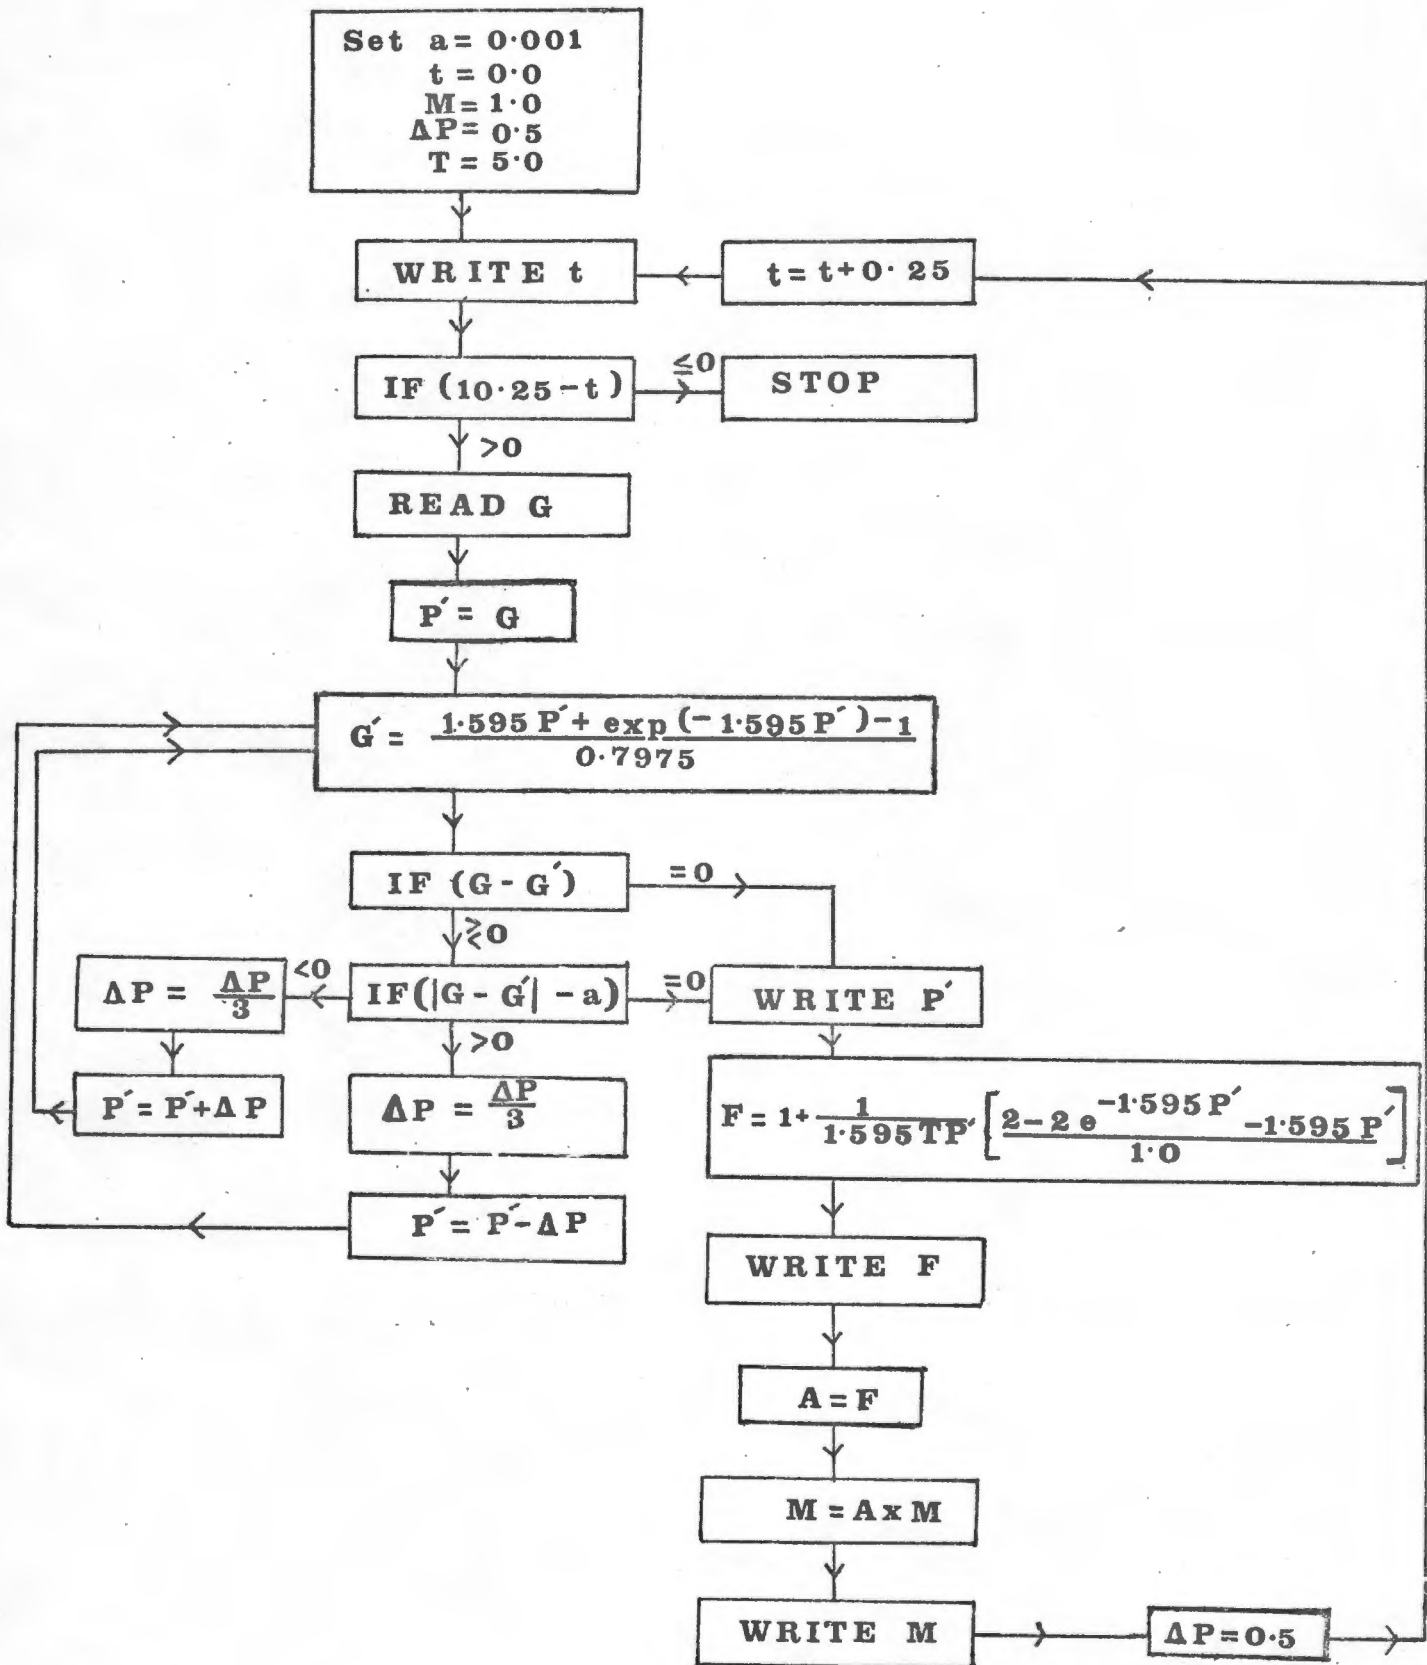 Set a = 0·001
t = 0·0
M = 1·0
ΔP = 0·5
T = 5·0
WRITE t
t = t + 0·25
IF (10·25 - t)
≤0
STOP
>0
READ G
P′ = G
G′ = 1·595 P′ + exp (-1·595 P′) - 1
0·7975
IF (G - G′)
=0
≷0
ΔP = ΔP
3
<0
IF(|G - G′| - a)
=0
WRITE P′
>0
P′ = P′ + ΔP
ΔP = ΔP
3
F = 1 + 1
1·595 TP′
[2 - 2 e^-1·595 P′ - 1·595 P′]
1·0
P′ = P′ - ΔP
WRITE F
A = F
M = A x M
WRITE M
ΔP = 0·5